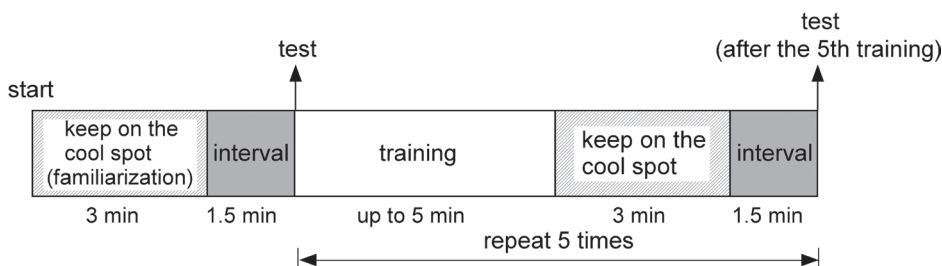 test
test
(after the 5th training)
start
keep on the
cool spot
(familiarization)
interval
training
keep on the
cool spot
interval
3 min
1.5 min
up to 5 min
3 min
1.5 min
repeat 5 times